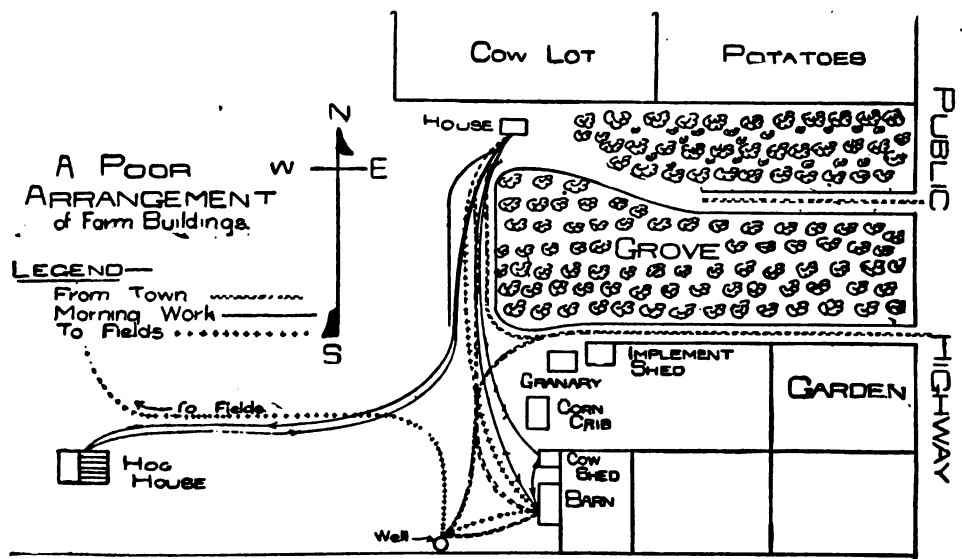 COW LOT
POTATOES
PUBLIC
HIGHWAY
HOUSE
N
W
E
S
A POOR
ARRANGEMENT
of Farm Buildings
LEGEND
From Town
Morning Work
To Fields
GROVE
IMPLEMENT
SHED
GRANARY
GARDEN
CORN
CRIB
To Fields
HOG
HOUSE
COW
SHED
BARN
Well